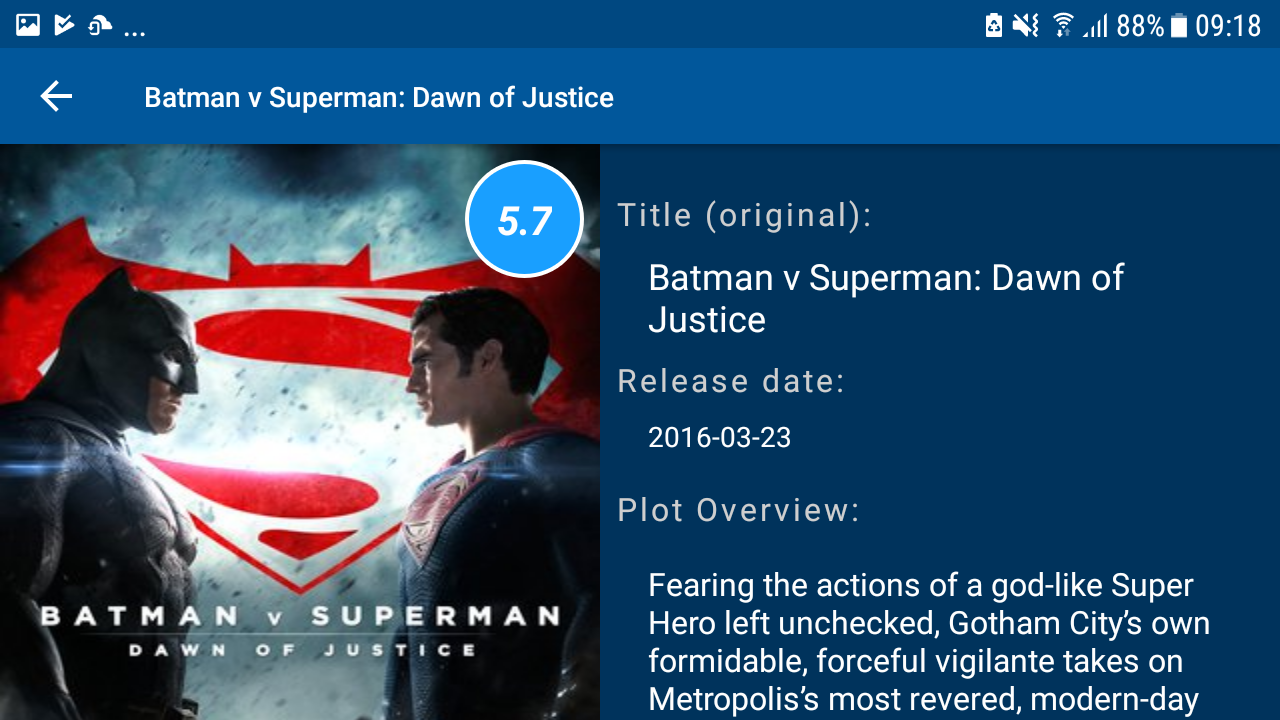 ... 88% 09:18
Batman v Superman: Dawn of Justice
5.7
BATMAN v SUPERMAN
DAWN OF JUSTICE
Title (original):
Batman v Superman: Dawn of
Justice
Release date:
2016-03-23
Plot Overview:
Fearing the actions of a god-like Super
Hero left unchecked, Gotham City’s own
formidable, forceful vigilante takes on
Metropolis’s most revered, modern-day